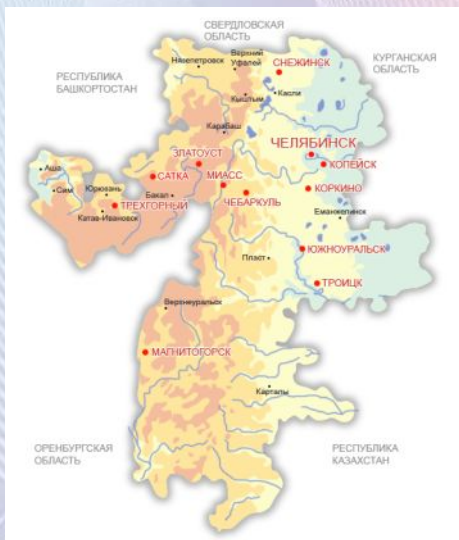 СВЕРДЛОВСКАЯ
ОБЛАСТЬ
КУРГАНСКАЯ
ОБЛАСТЬ
РЕСПУБЛИКА
БАШКОРТОСТАН
Нязепетровск
Верхний
Уфалей
СНЕЖИНСК
Касли
Кыштым
Карабаш
ЧЕЛЯБИНСК
ЗЛАТОУСТ
КОПЕЙСК
Аша
САТКА
МИАСС
Сим
Юрюзань
Бакал
ЧЕБАРКУЛЬ
КОРКИНО
ТРЕХГОРНЫЙ
Катав-Ивановск
Еманжелинск
ЮЖНОУРАЛЬСК
Пласт
ТРОИЦК
Верхнеуральск
МАГНИТОГОРСК
Карталы
ОРЕНБУРГСКАЯ
ОБЛАСТЬ
РЕСПУБЛИКА
КАЗАХСТАН